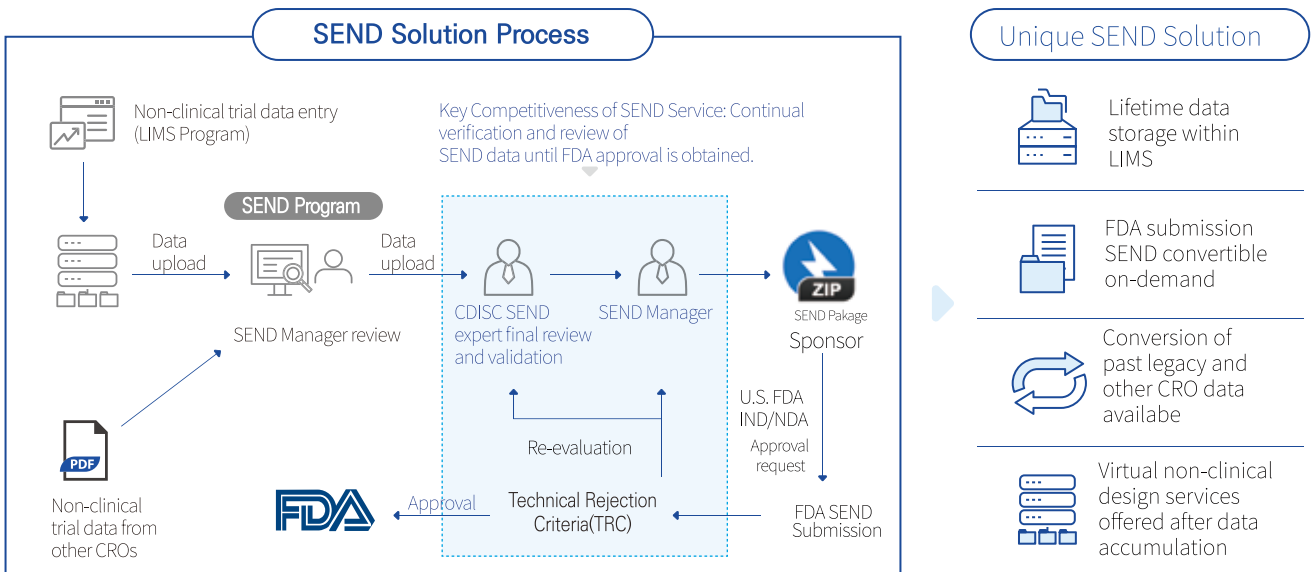 SEND Solution Process
Non-clinical trial data entry
(LIMS Program)
Key Competitiveness of SEND Service: Continual
verification and review of
SEND data until FDA approval is obtained.
SEND Program
Data
upload
Data
upload
SEND Manager review
CDISC SEND
expert final review
and validation
SEND Manager
ZIP
SEND Pakage
Sponsor
U.S. FDA
IND/NDA
Approval
request
Re-evaluation
PDF
Non-clinical
trial data from
other CROs
FDA
Approval
Technical Rejection
Criteria(TRC)
FDA SEND
Submission
Unique SEND Solution
Lifetime data
storage within
LIMS
FDA submission
SEND convertible
on-demand
Conversion of
past legacy and
other CRO data
availabe
Virtual non-clinical
design services
offered after data
accumulation